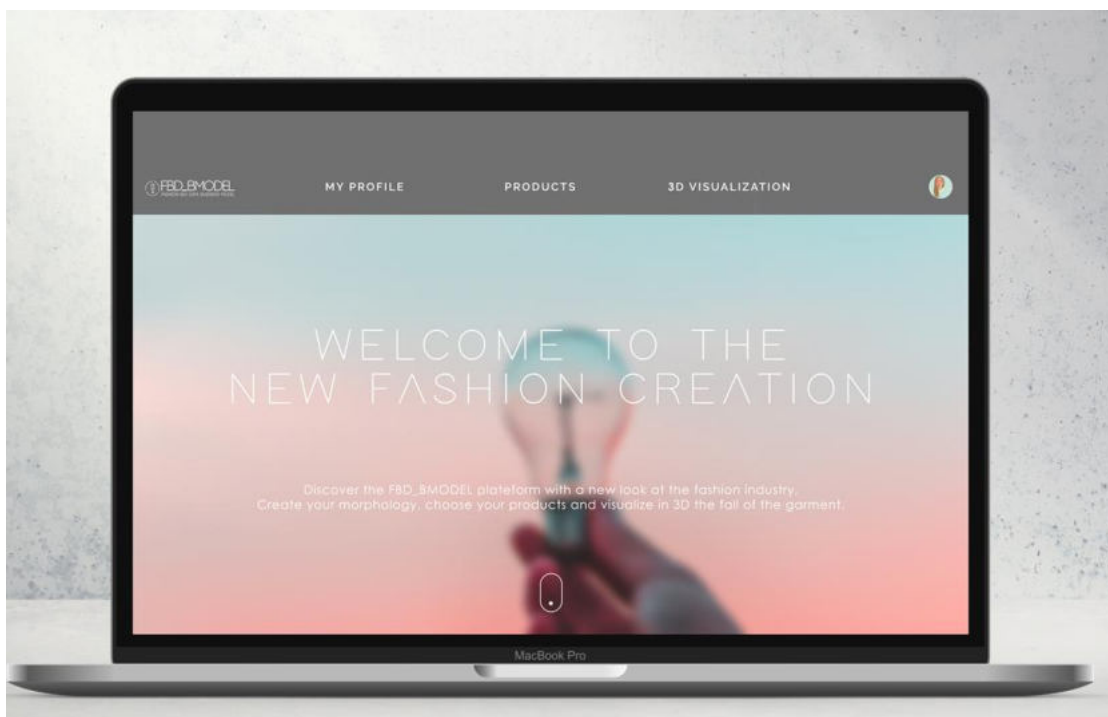 FBD_BMODEL
MY PROFILE
PRODUCTS
3D VISUALIZATION
WELCOME TO THE
NEW FASHION CREATION
Discover the FBD_BMODEL plateform with a new look at the fashion industry.
Create your morphology, choose your products and visualize in 3D the fall of the garment.
MacBook Pro